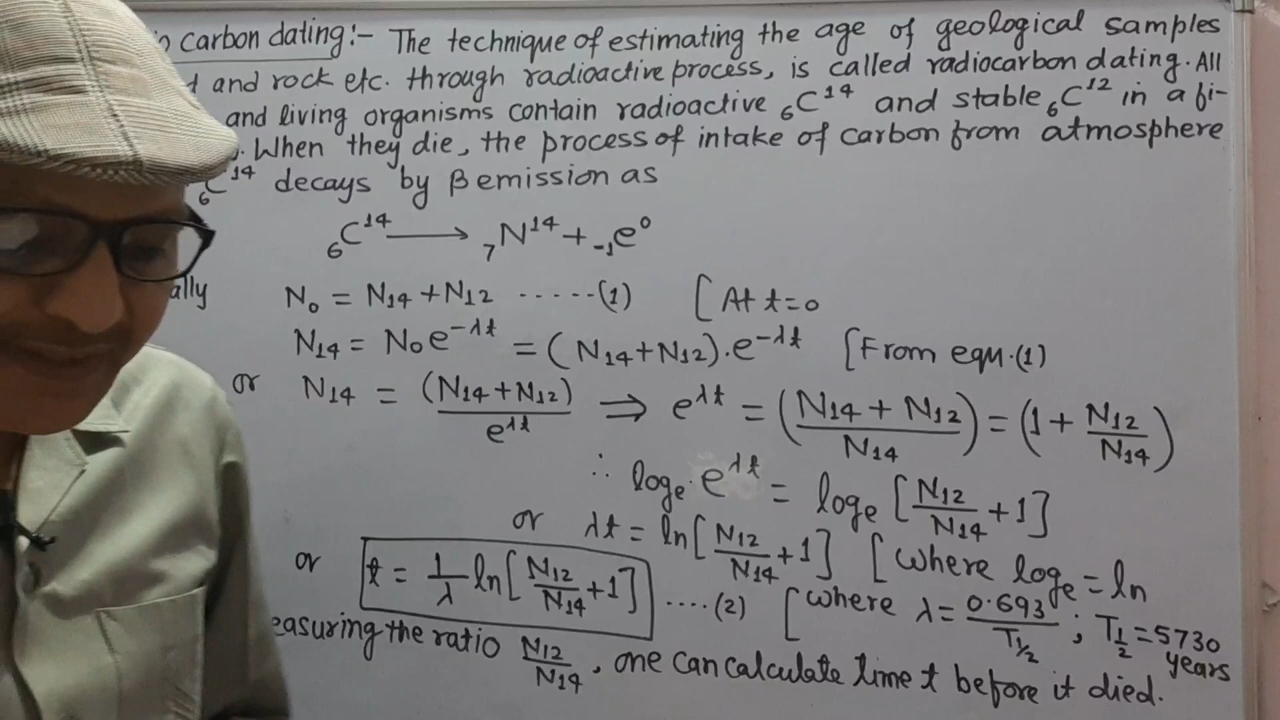 carbon dating:- The technique of estimating the age of geological samples
and rock etc. through radioactive process, is called radiocarbon dating. All
and living organisms contain radioactive ₆C¹⁴ and stable ₆C¹² in a fi-
. When they die, the process of intake of carbon from atmosphere
₆C¹⁴ decays by β emission as
₆C¹⁴ ⟶ ₇N¹⁴ + ₋₁e⁰
ally N₀ = N₁₄ + N₁₂ .....(1) [At t=0
N₁₄ = N₀e^{-λt} = (N₁₄+N₁₂).e^{-λt} [From equ.(1)
or N₁₄ = (N₁₄+N₁₂)/e^{λt} ⇒ e^{λt} = ((N₁₄ + N₁₂)/N₁₄) = (1 + N₁₂/N₁₄)
∴ logₑ e^{λt} = logₑ [N₁₂/N₁₄ + 1]
or λt = ln[N₁₂/N₁₄ + 1] [where logₑ = ln
or t = 1/λ ln[N₁₂/N₁₄ + 1] ....(2) [where λ = 0.693/T_{1/2} ; T_{1/2} = 5730 years
easuring the ratio N₁₂/N₁₄ , one can calculate time t before it died.